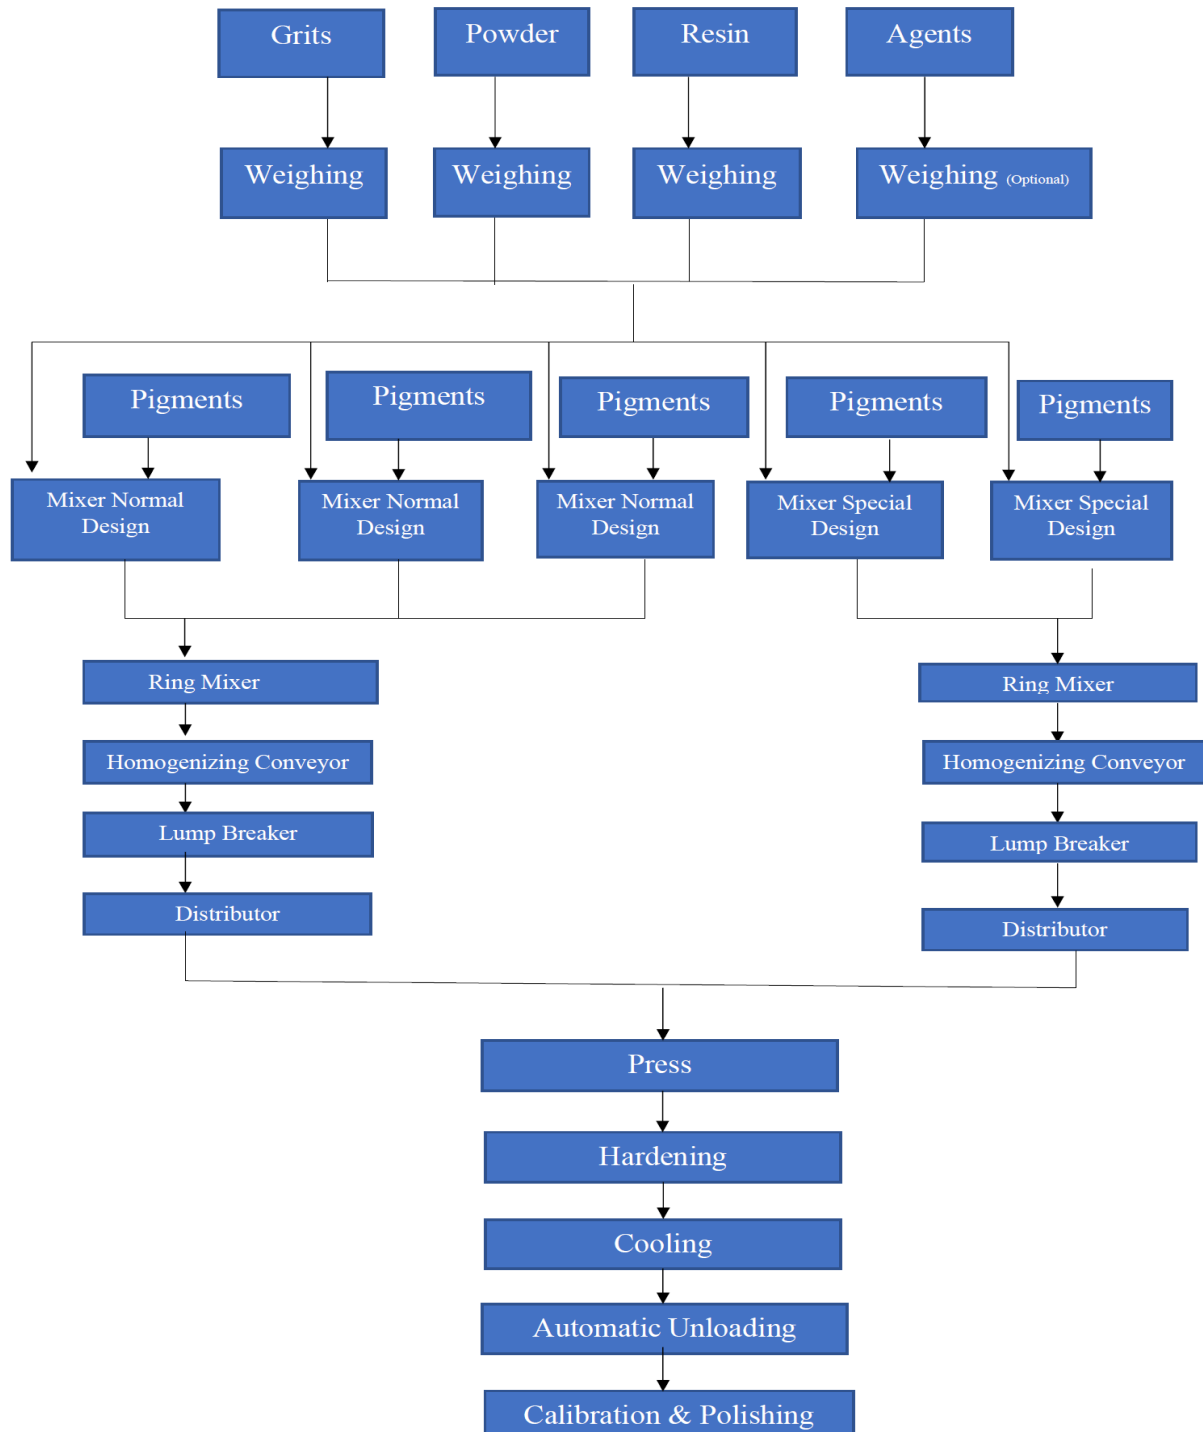 Grits
Powder
Resin
Agents
Weighing
Weighing
Weighing
Weighing (Optional)
Pigments
Pigments
Pigments
Pigments
Pigments
Mixer Normal
Design
Mixer Normal
Design
Mixer Normal
Design
Mixer Special
Design
Mixer Special
Design
Ring Mixer
Ring Mixer
Homogenizing Conveyor
Homogenizing Conveyor
Lump Breaker
Lump Breaker
Distributor
Distributor
Press
Hardening
Cooling
Automatic Unloading
Calibration & Polishing